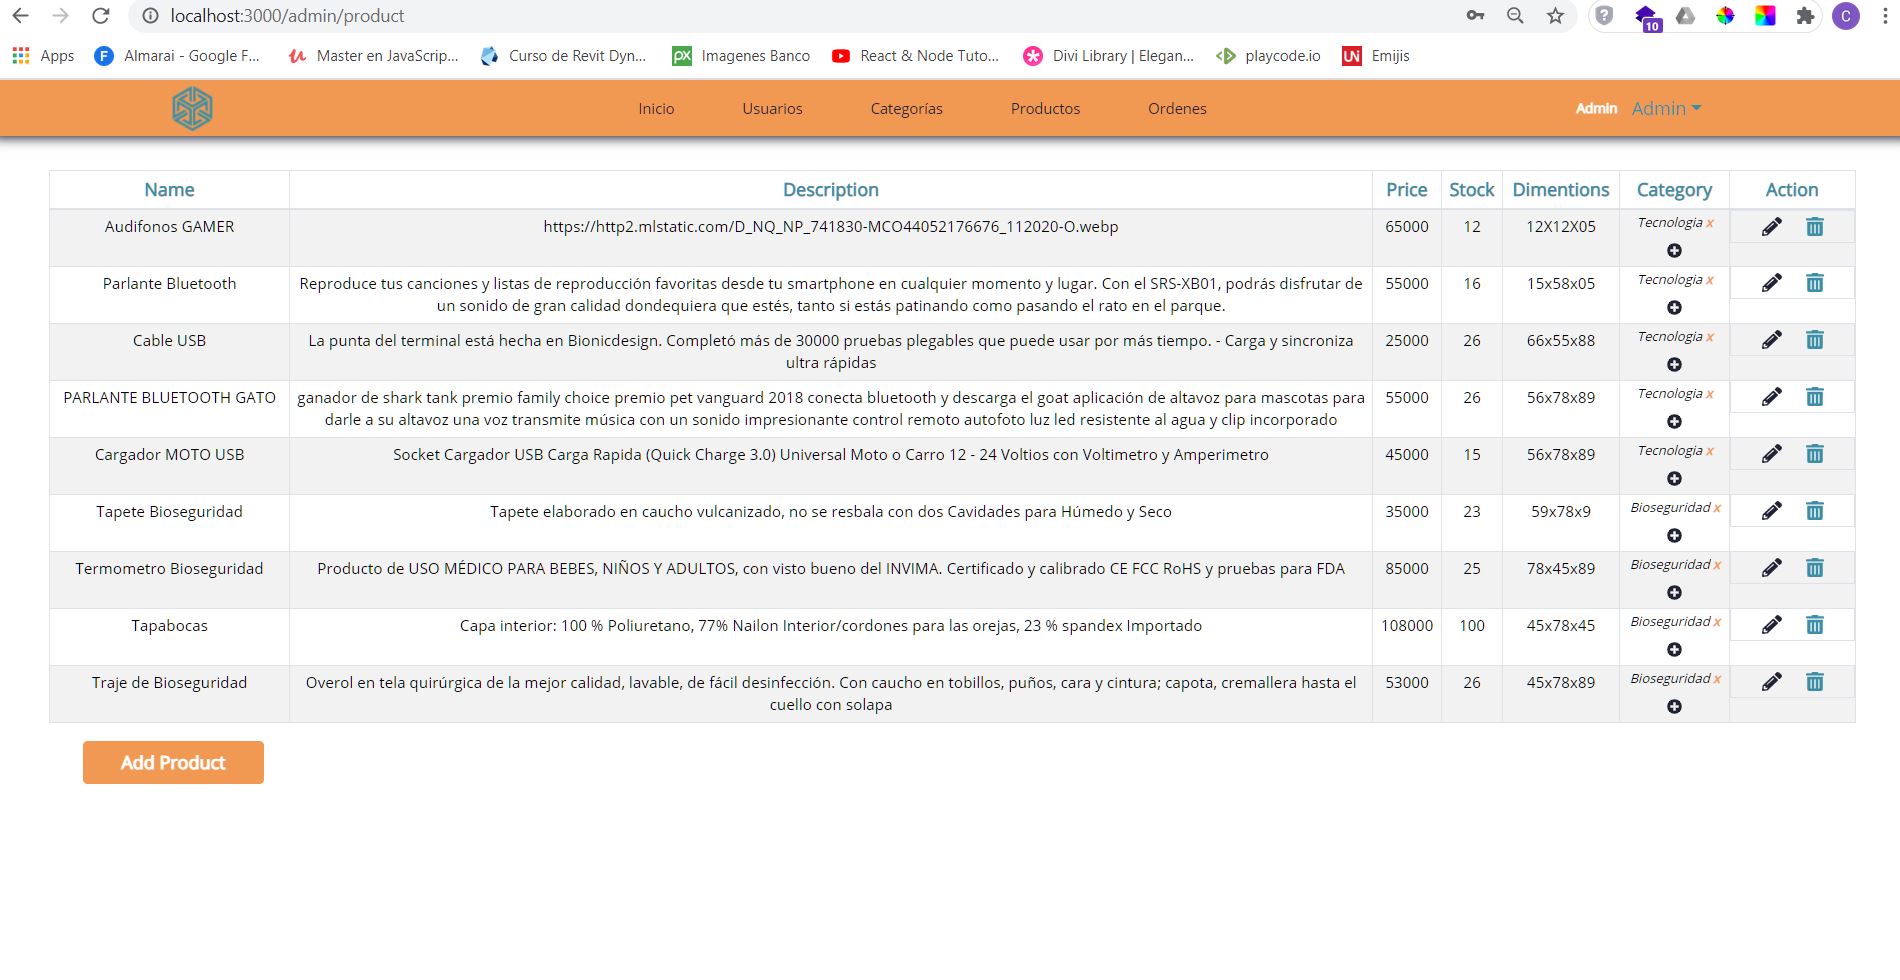 localhost:3000/admin/product
Apps Almarai - Google F... Master en JavaScrip... Curso de Revit Dyn... Imagenes Banco React & Node Tuto... Divi Library | Elegan... playcode.io Emijis
Inicio Usuarios Categorías Productos Ordenes Admin Admin
Name Description Price Stock Dimentions Category Action
Audifonos GAMER https://http2.mlstatic.com/D_NQ_NP_741830-MCO44052176676_112020-O.webp 65000 12 12X12X05 Tecnologia x
Parlante Bluetooth Reproduce tus canciones y listas de reproducción favoritas desde tu smartphone en cualquier momento y lugar. Con el SRS-XB01, podrás disfrutar de 55000 16 15x58x05 Tecnologia x
un sonido de gran calidad dondequiera que estés, tanto si estás patinando como pasando el rato en el parque.
Cable USB La punta del terminal está hecha en Bionicdesign. Completó más de 30000 pruebas plegables que puede usar por más tiempo. - Carga y sincroniza 25000 26 66x55x88 Tecnologia x
ultra rápidas
PARLANTE BLUETOOTH GATO ganador de shark tank premio family choice premio pet vanguard 2018 conecta bluetooth y descarga el goat aplicación de altavoz para mascotas para 55000 26 56x78x89 Tecnologia x
darle a su altavoz una voz transmite música con un sonido impresionante control remoto autofoto luz led resistente al agua y clip incorporado
Cargador MOTO USB Socket Cargador USB Carga Rapida (Quick Charge 3.0) Universal Moto o Carro 12 - 24 Voltios con Voltimetro y Amperimetro 45000 15 56x78x89 Tecnologia x
Tapete Bioseguridad Tapete elaborado en caucho vulcanizado, no se resbala con dos Cavidades para Húmedo y Seco 35000 23 59x78x9 Bioseguridad x
Termometro Bioseguridad Producto de USO MÉDICO PARA BEBES, NIÑOS Y ADULTOS, con visto bueno del INVIMA. Certificado y calibrado CE FCC RoHS y pruebas para FDA 85000 25 78x45x89 Bioseguridad x
Tapabocas Capa interior: 100 % Poliuretano, 77% Nailon Interior/cordones para las orejas, 23 % spandex Importado 108000 100 45x78x45 Bioseguridad x
Traje de Bioseguridad Overol en tela quirúrgica de la mejor calidad, lavable, de fácil desinfección. Con caucho en tobillos, puños, cara y cintura; capota, cremallera hasta el 53000 26 45x78x89 Bioseguridad x
cuello con solapa
Add Product